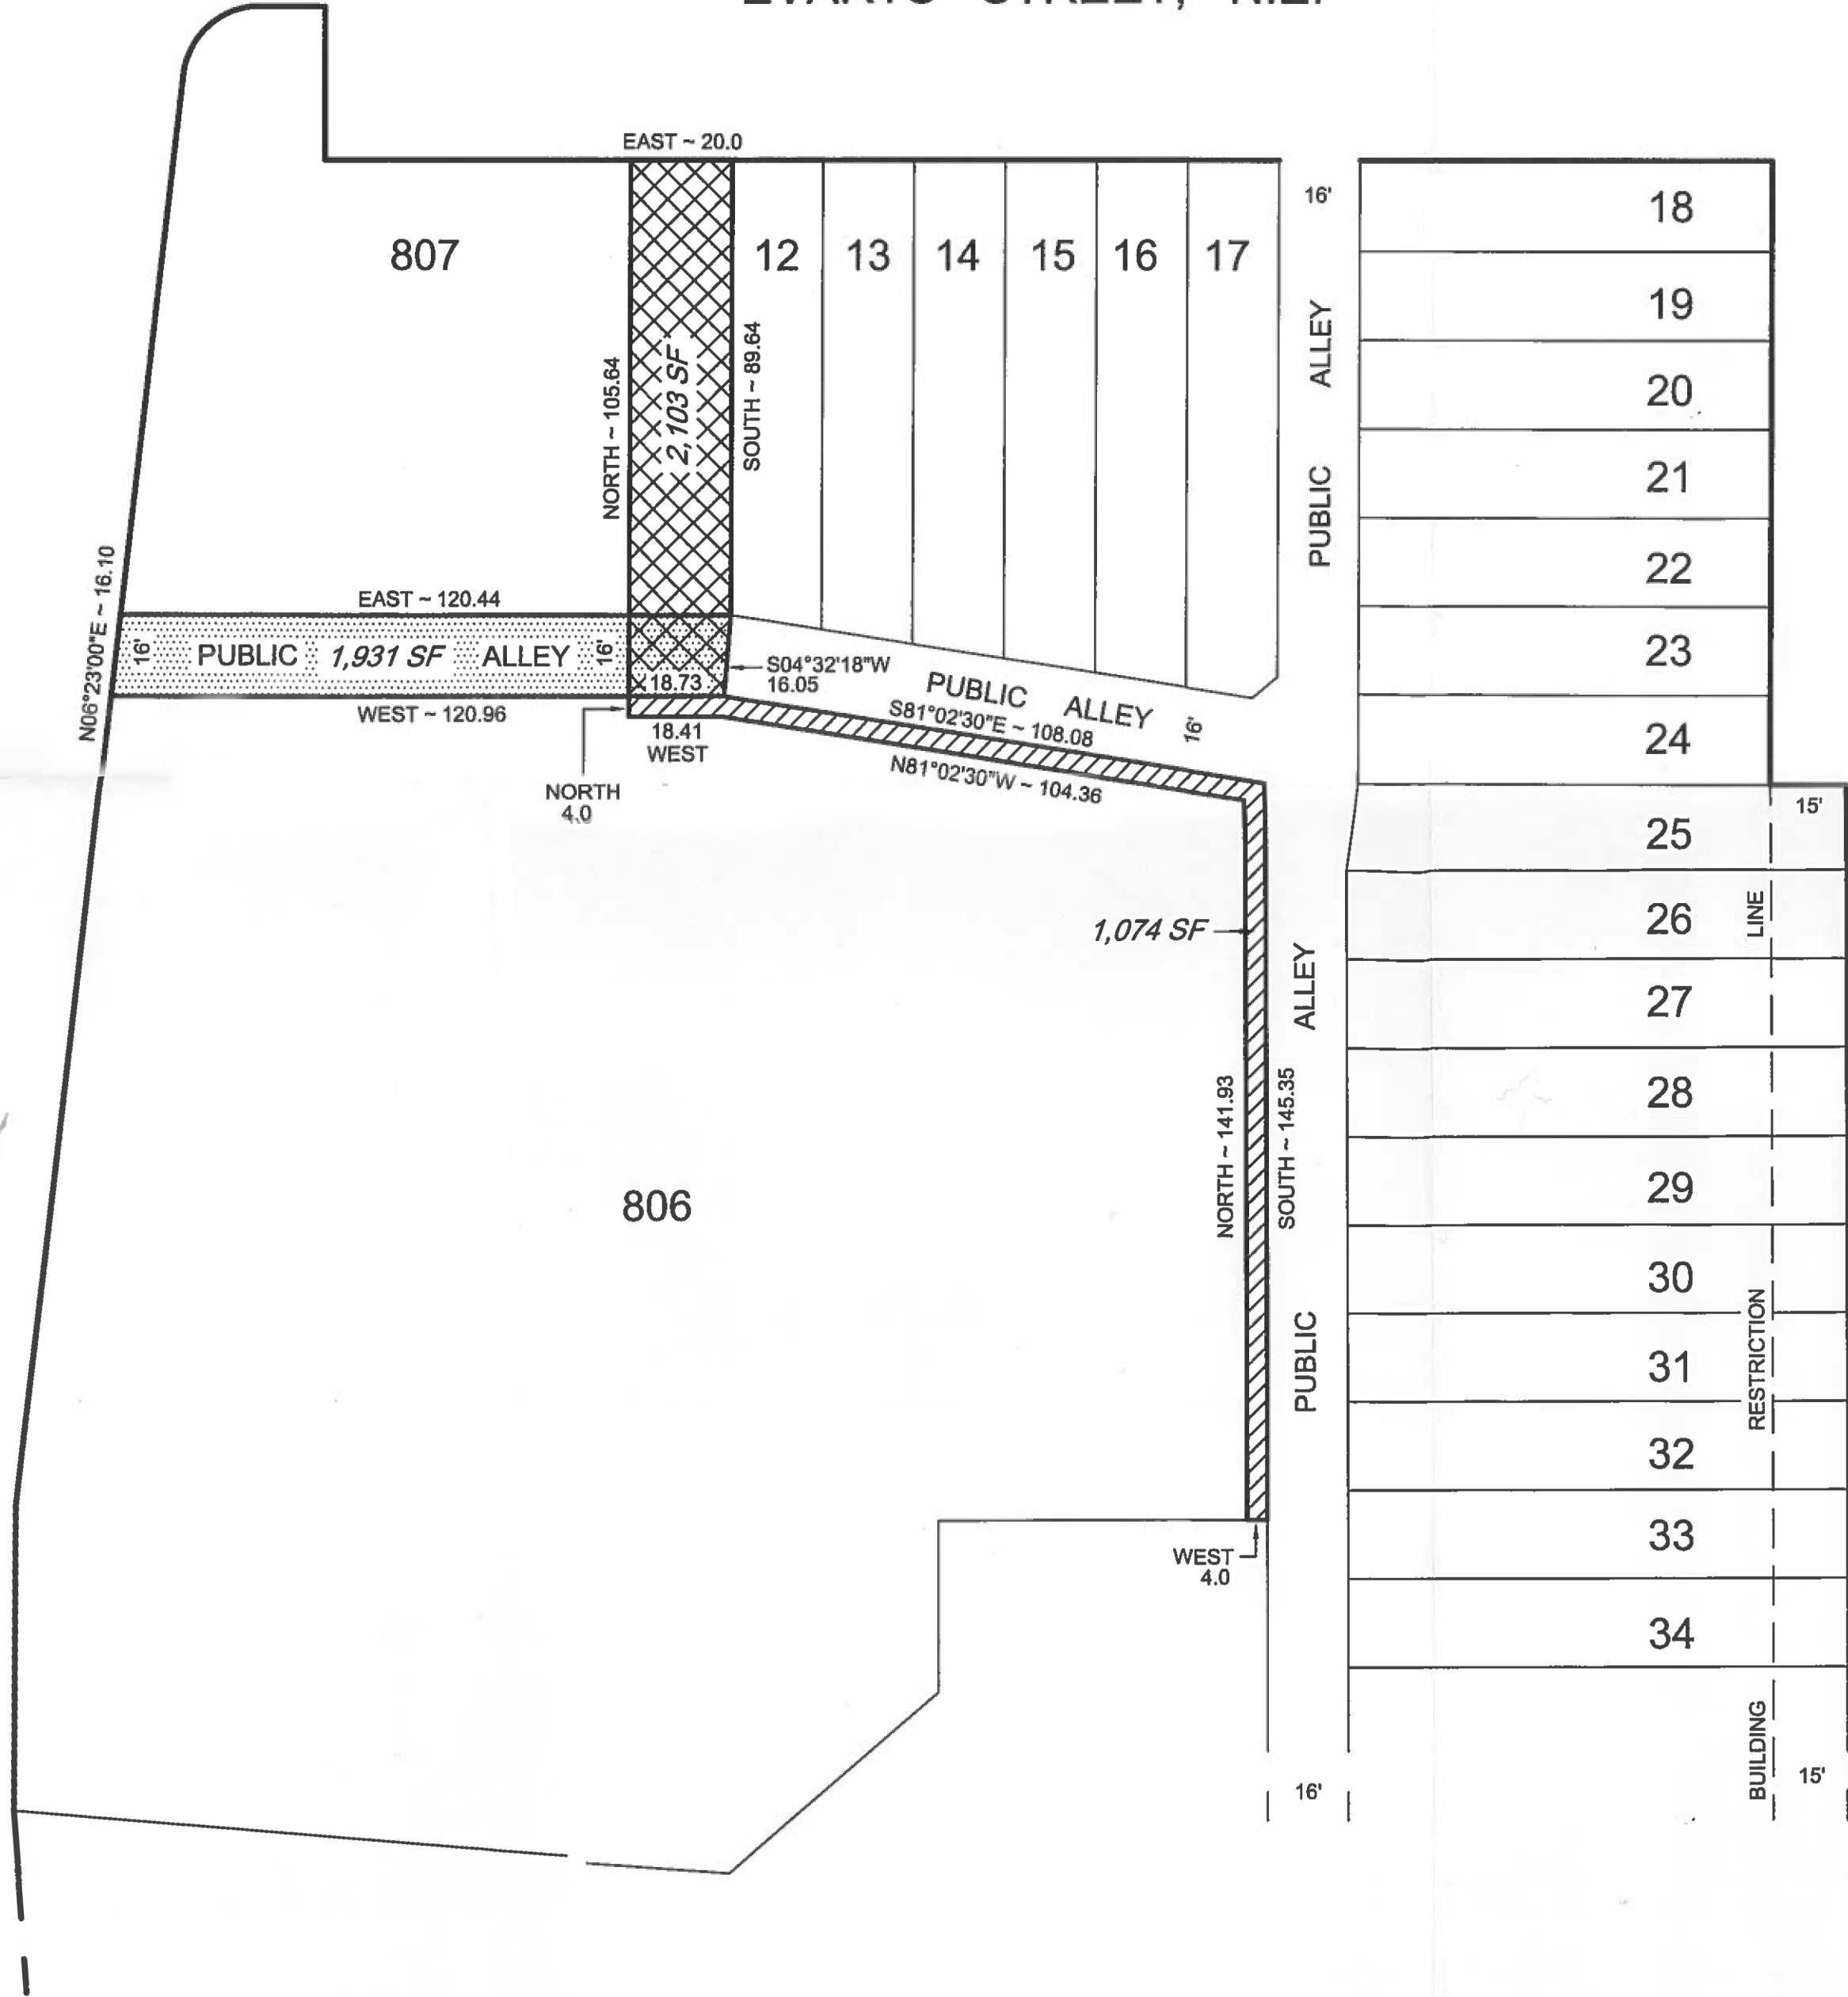 EVARTS STREET, N.E.
EAST ~ 20.0
16'
18
807
12
13
14
15
16
17
19
ALLEY
20
SOUTH ~ 89.64
NORTH ~ 105.64
2,103 SF
21
PUBLIC
22
N06°23'00"E ~ 16.10
EAST ~ 120.44
16'
PUBLIC
1,931 SF
ALLEY
16'
18.73
S04°32'18"W
16.05
23
PUBLIC ALLEY
16'
S81°02'30"E ~ 108.08
WEST ~ 120.96
18.41
WEST
24
N81°02'30"W ~ 104.36
NORTH
4.0
15'
25
1,074 SF
26
LINE
ALLEY
27
28
NORTH ~ 141.93
SOUTH ~ 145.35
29
806
30
PUBLIC
31
RESTRICTION
32
33
WEST
4.0
34
BUILDING
16'
15'